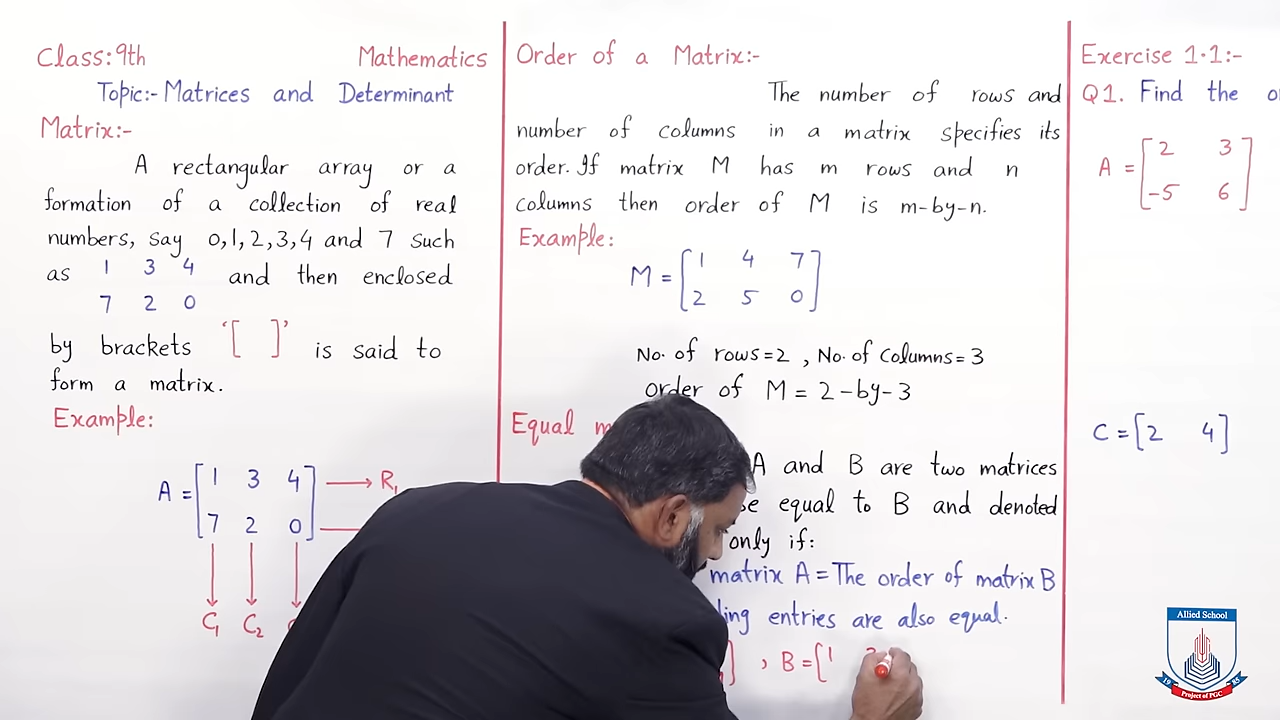 Class: 9th Mathematics
Topic:- Matrices and Determinant
Matrix:-
A rectangular array or a
formation of a collection of real
numbers, say 0,1,2,3,4 and 7 such
as 1 3 4 and then enclosed
7 2 0
by brackets '[ ]' is said to
form a matrix.
Example:
A = [1 3 4] → R₁
[7 2 0]
C₁ C₂
Order of a Matrix:-
The number of rows and
number of columns in a matrix specifies its
order. If matrix M has m rows and n
columns then order of M is m-by-n.
Example:
M = [1 4 7]
[2 5 0]
No. of rows = 2 , No. of columns = 3
order of M = 2-by-3
Equal
A and B are two matrices
equal to B and denoted
only if:
matrix A = The order of matrix B
entries are also equal.
] , B = [1
Exercise 1.1:-
Q1. Find the
A = [2 3]
[-5 6]
C = [2 4]
Allied School
1985
Project of PGC